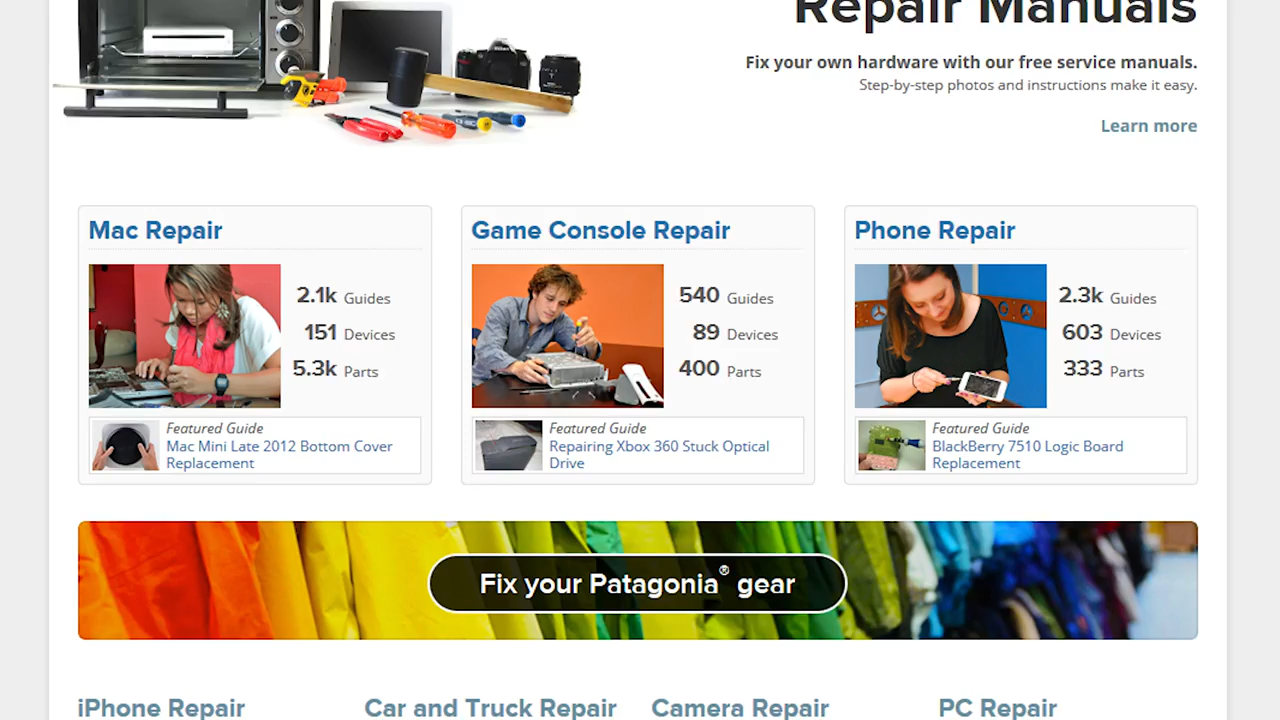 Repair Manuals
Fix your own hardware with our free service manuals.
Step-by-step photos and instructions make it easy.
Learn more
Mac Repair
2.1k Guides
151 Devices
5.3k Parts
Featured Guide
Mac Mini Late 2012 Bottom Cover
Replacement
Game Console Repair
540 Guides
89 Devices
400 Parts
Featured Guide
Repairing Xbox 360 Stuck Optical
Drive
Phone Repair
2.3k Guides
603 Devices
333 Parts
Featured Guide
BlackBerry 7510 Logic Board
Replacement
Fix your Patagonia® gear
iPhone Repair
Car and Truck Repair
Camera Repair
PC Repair